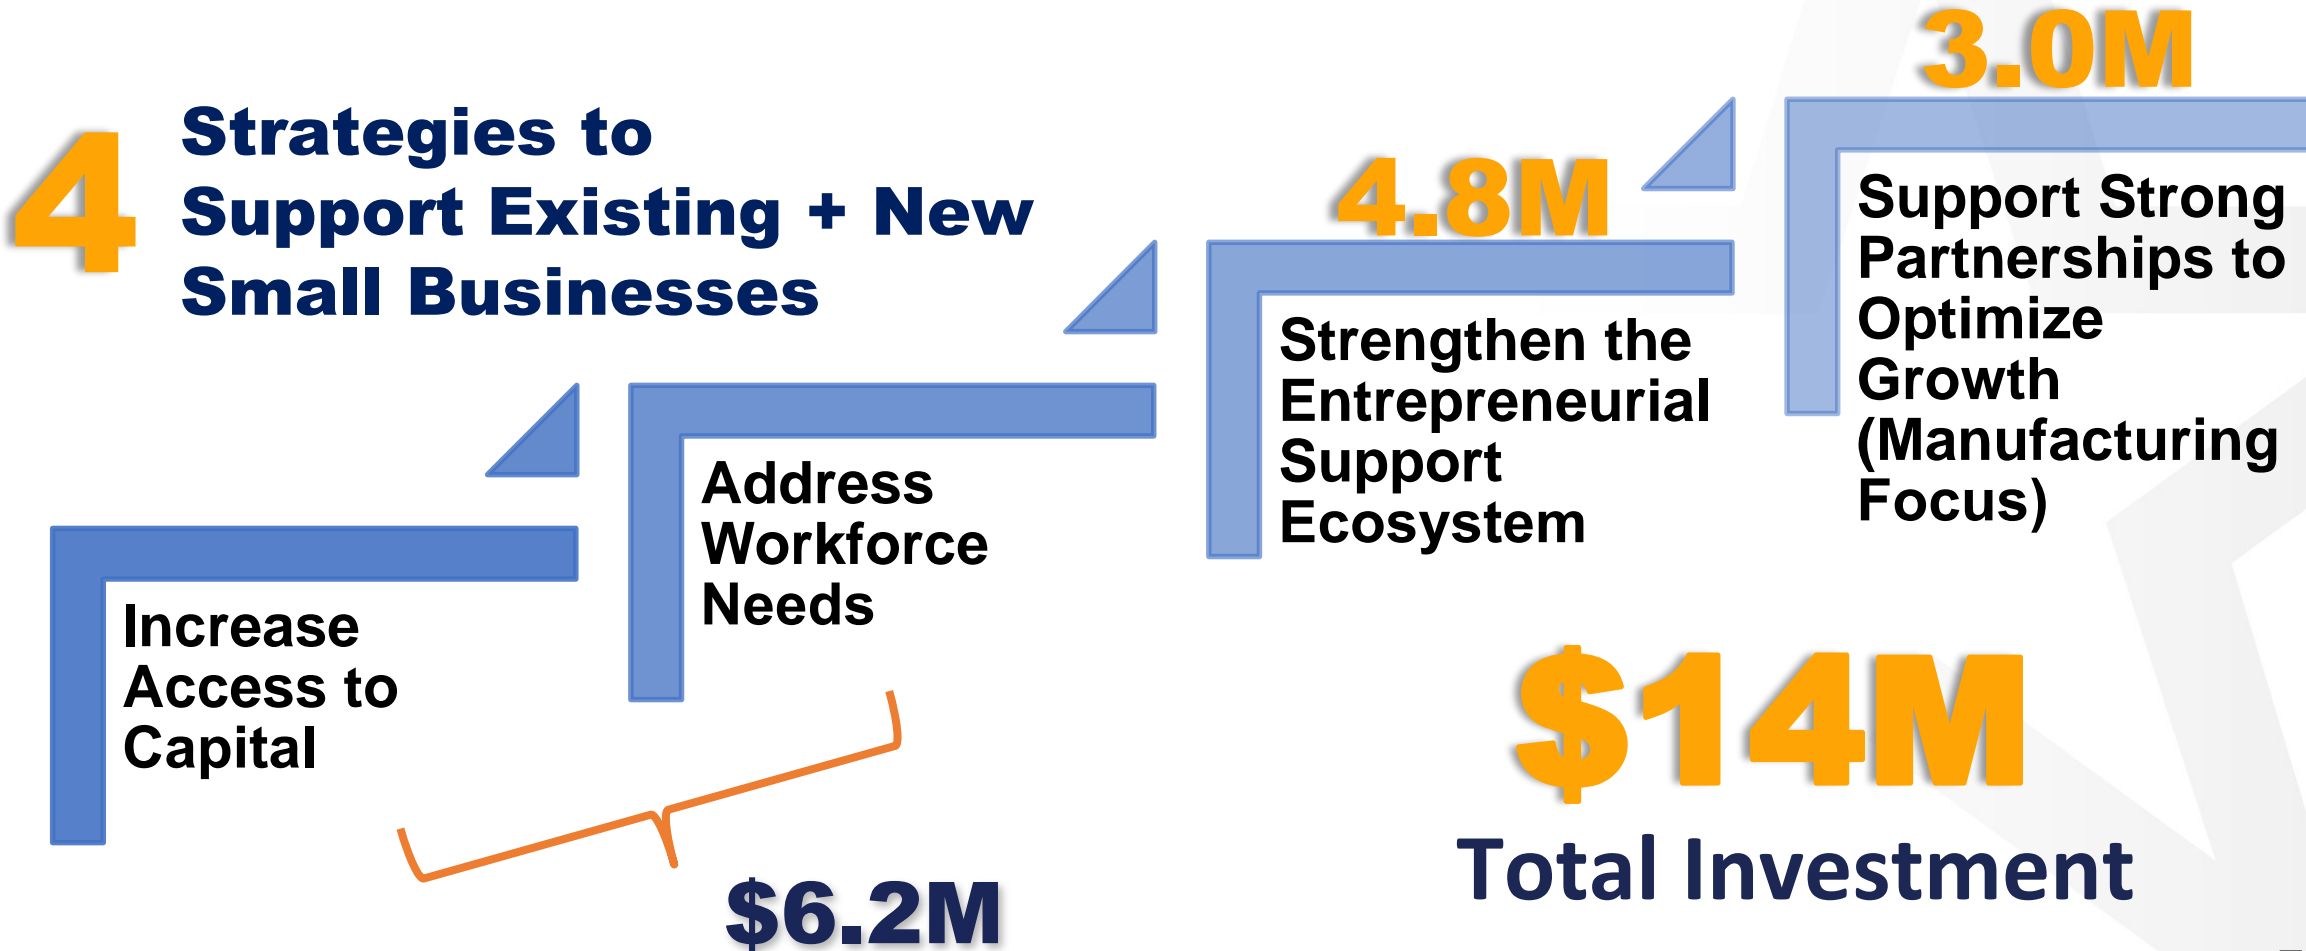 4
Strategies to
Support Existing + New
Small Businesses
Increase
Access to
Capital
Address
Workforce
Needs
$6.2M
4.8M
Strengthen the
Entrepreneurial
Support
Ecosystem
3.0M
Support Strong
Partnerships to
Optimize
Growth
(Manufacturing
Focus)
$14M
Total Investment